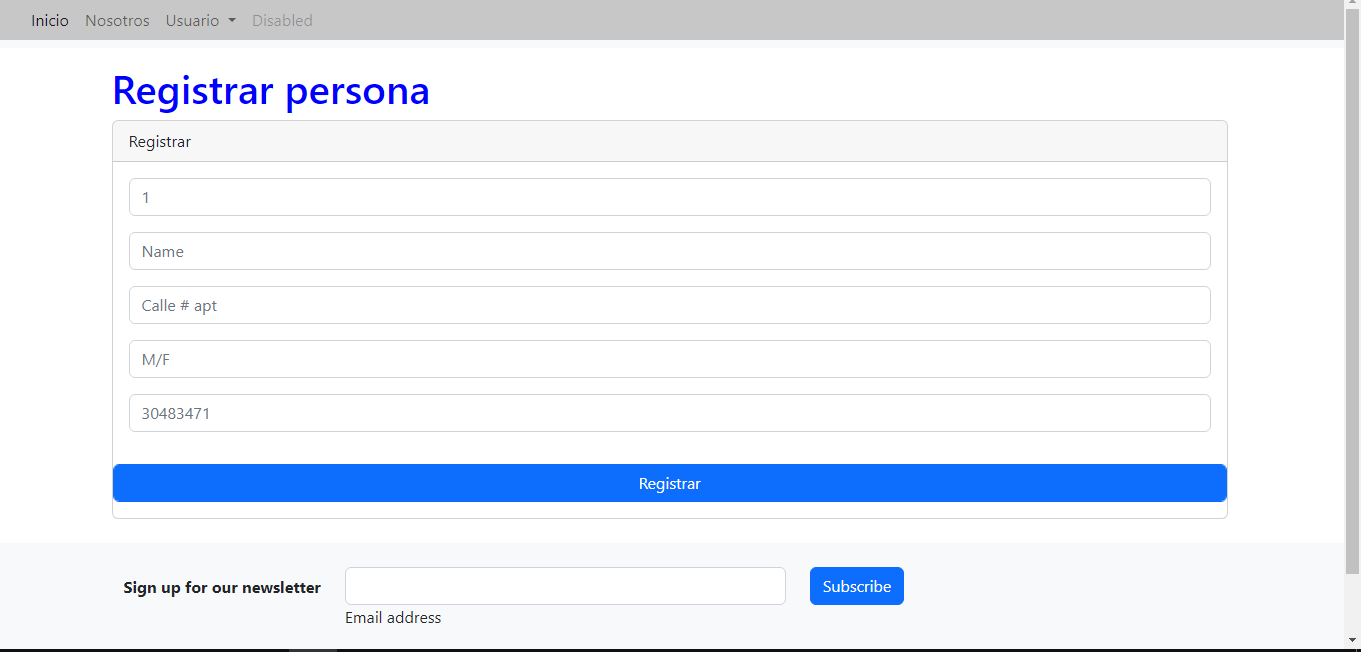 Inicio Nosotros Usuario Disabled
Registrar persona
Registrar
1
Name
Calle # apt
M/F
30483471
Registrar
Sign up for our newsletter Subscribe
Email address